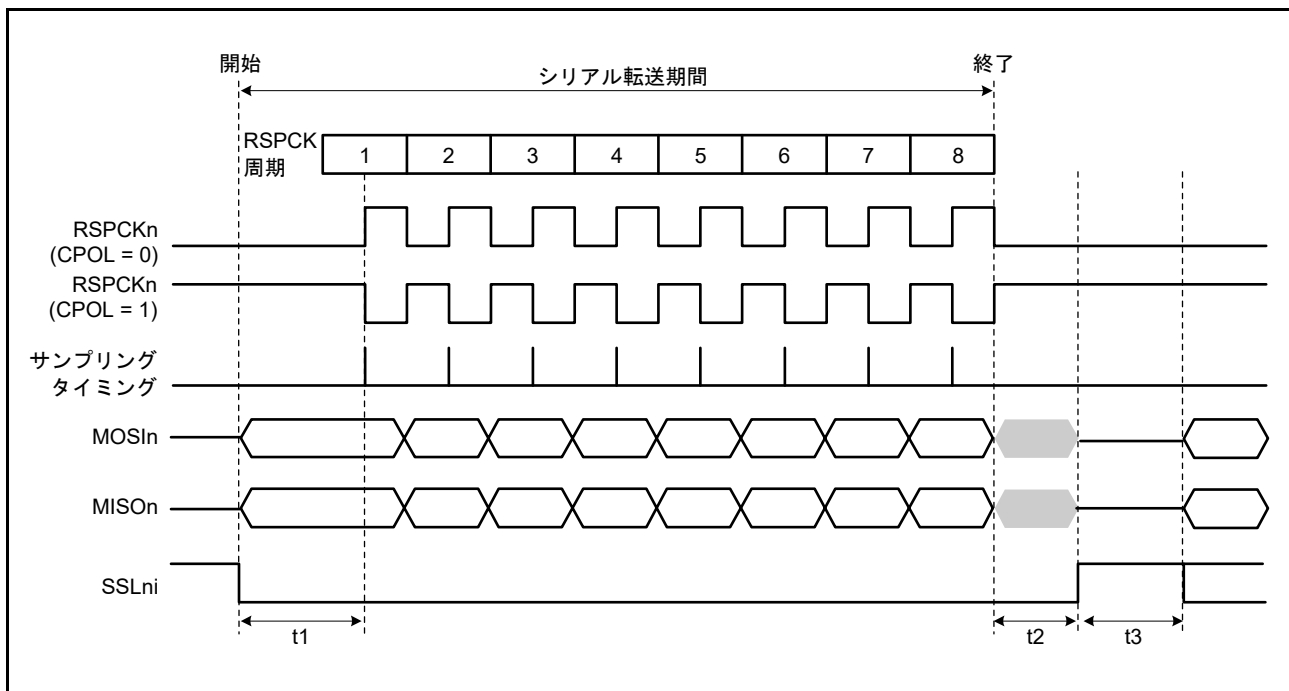 開始
シリアル転送期間
終了
RSPCK
周期
1 2 3 4 5 6 7 8
RSPCKn
(CPOL = 0)
RSPCKn
(CPOL = 1)
サンプリング
タイミング
MOSIn
MISOn
SSLni
t1
t2
t3